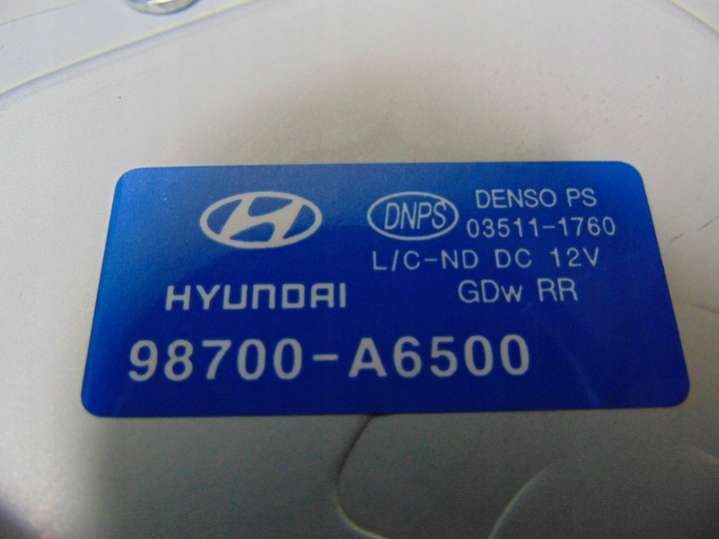 HYUNDAI
98700-A6500
DNPS
DENSO PS
03511-1760
L/C-ND DC 12V
GDw RR